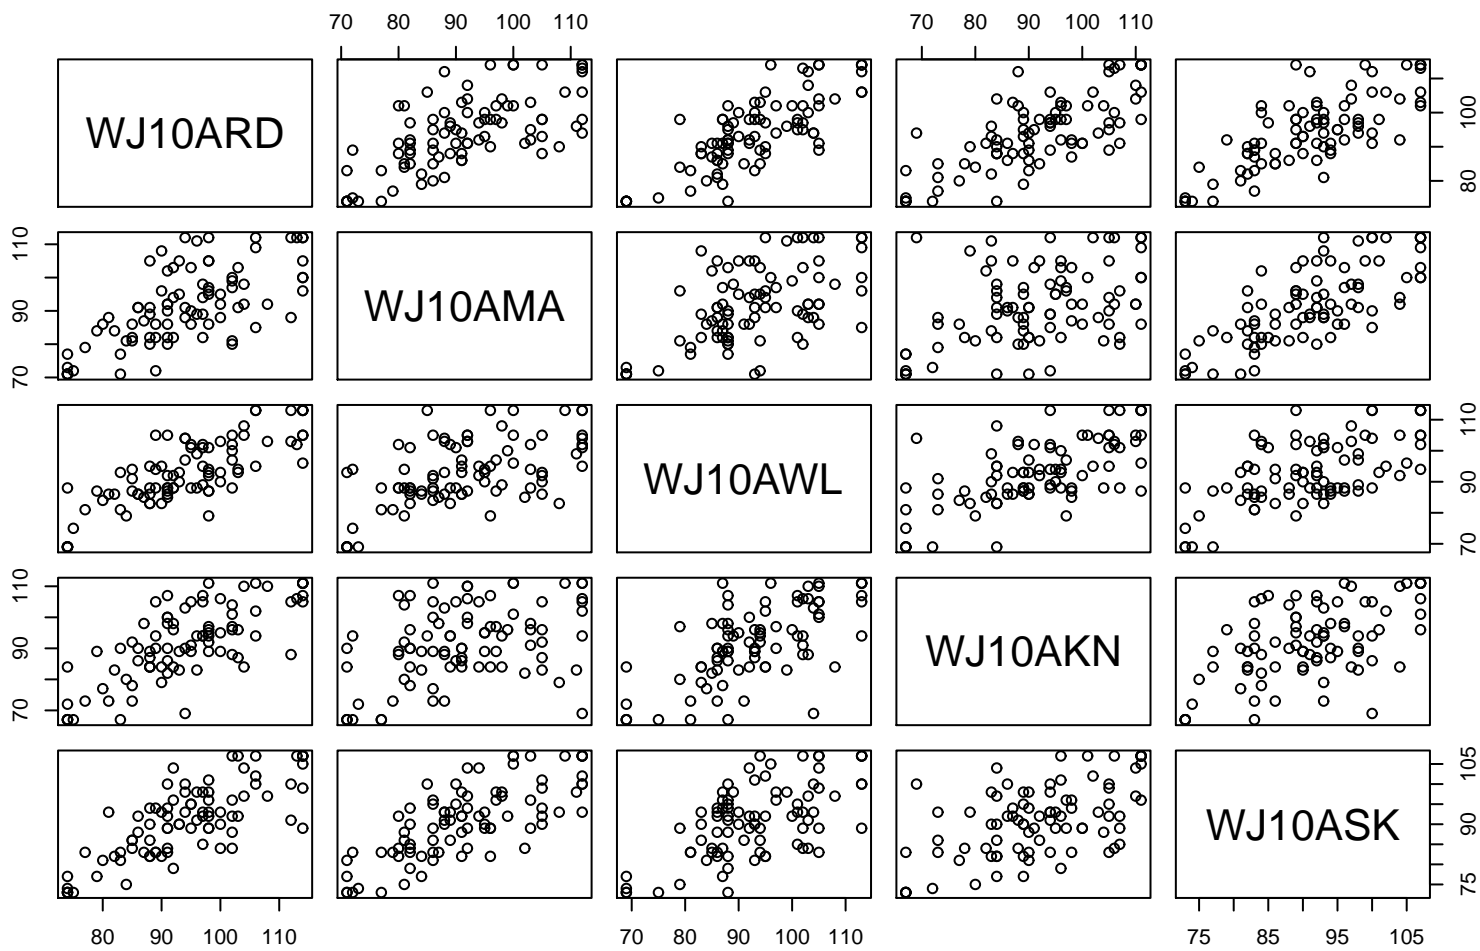 70 80 90 100 110 70 80 90 100 110
WJ10ARD 80 100
70 90 110 WJ10AMA
WJ10AWL 70 90 110
70 90 110 WJ10AKN
WJ10ASK 75 90 105
80 90 100 110 70 80 90 100 110 75 85 95 105